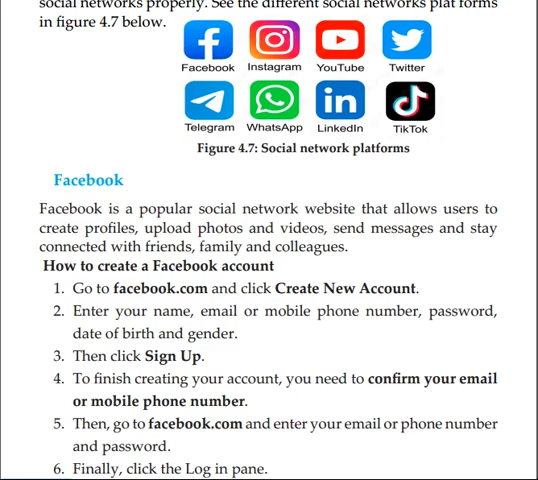 social networks properly. See the different social networks plat forms
in figure 4.7 below.
Facebook Instagram YouTube Twitter
Telegram WhatsApp LinkedIn TikTok
Figure 4.7: Social network platforms
Facebook
Facebook is a popular social network website that allows users to
create profiles, upload photos and videos, send messages and stay
connected with friends, family and colleagues.
How to create a Facebook account
1. Go to facebook.com and click Create New Account.
2. Enter your name, email or mobile phone number, password,
date of birth and gender.
3. Then click Sign Up.
4. To finish creating your account, you need to confirm your email
or mobile phone number.
5. Then, go to facebook.com and enter your email or phone number
and password.
6. Finally, click the Log in pane.